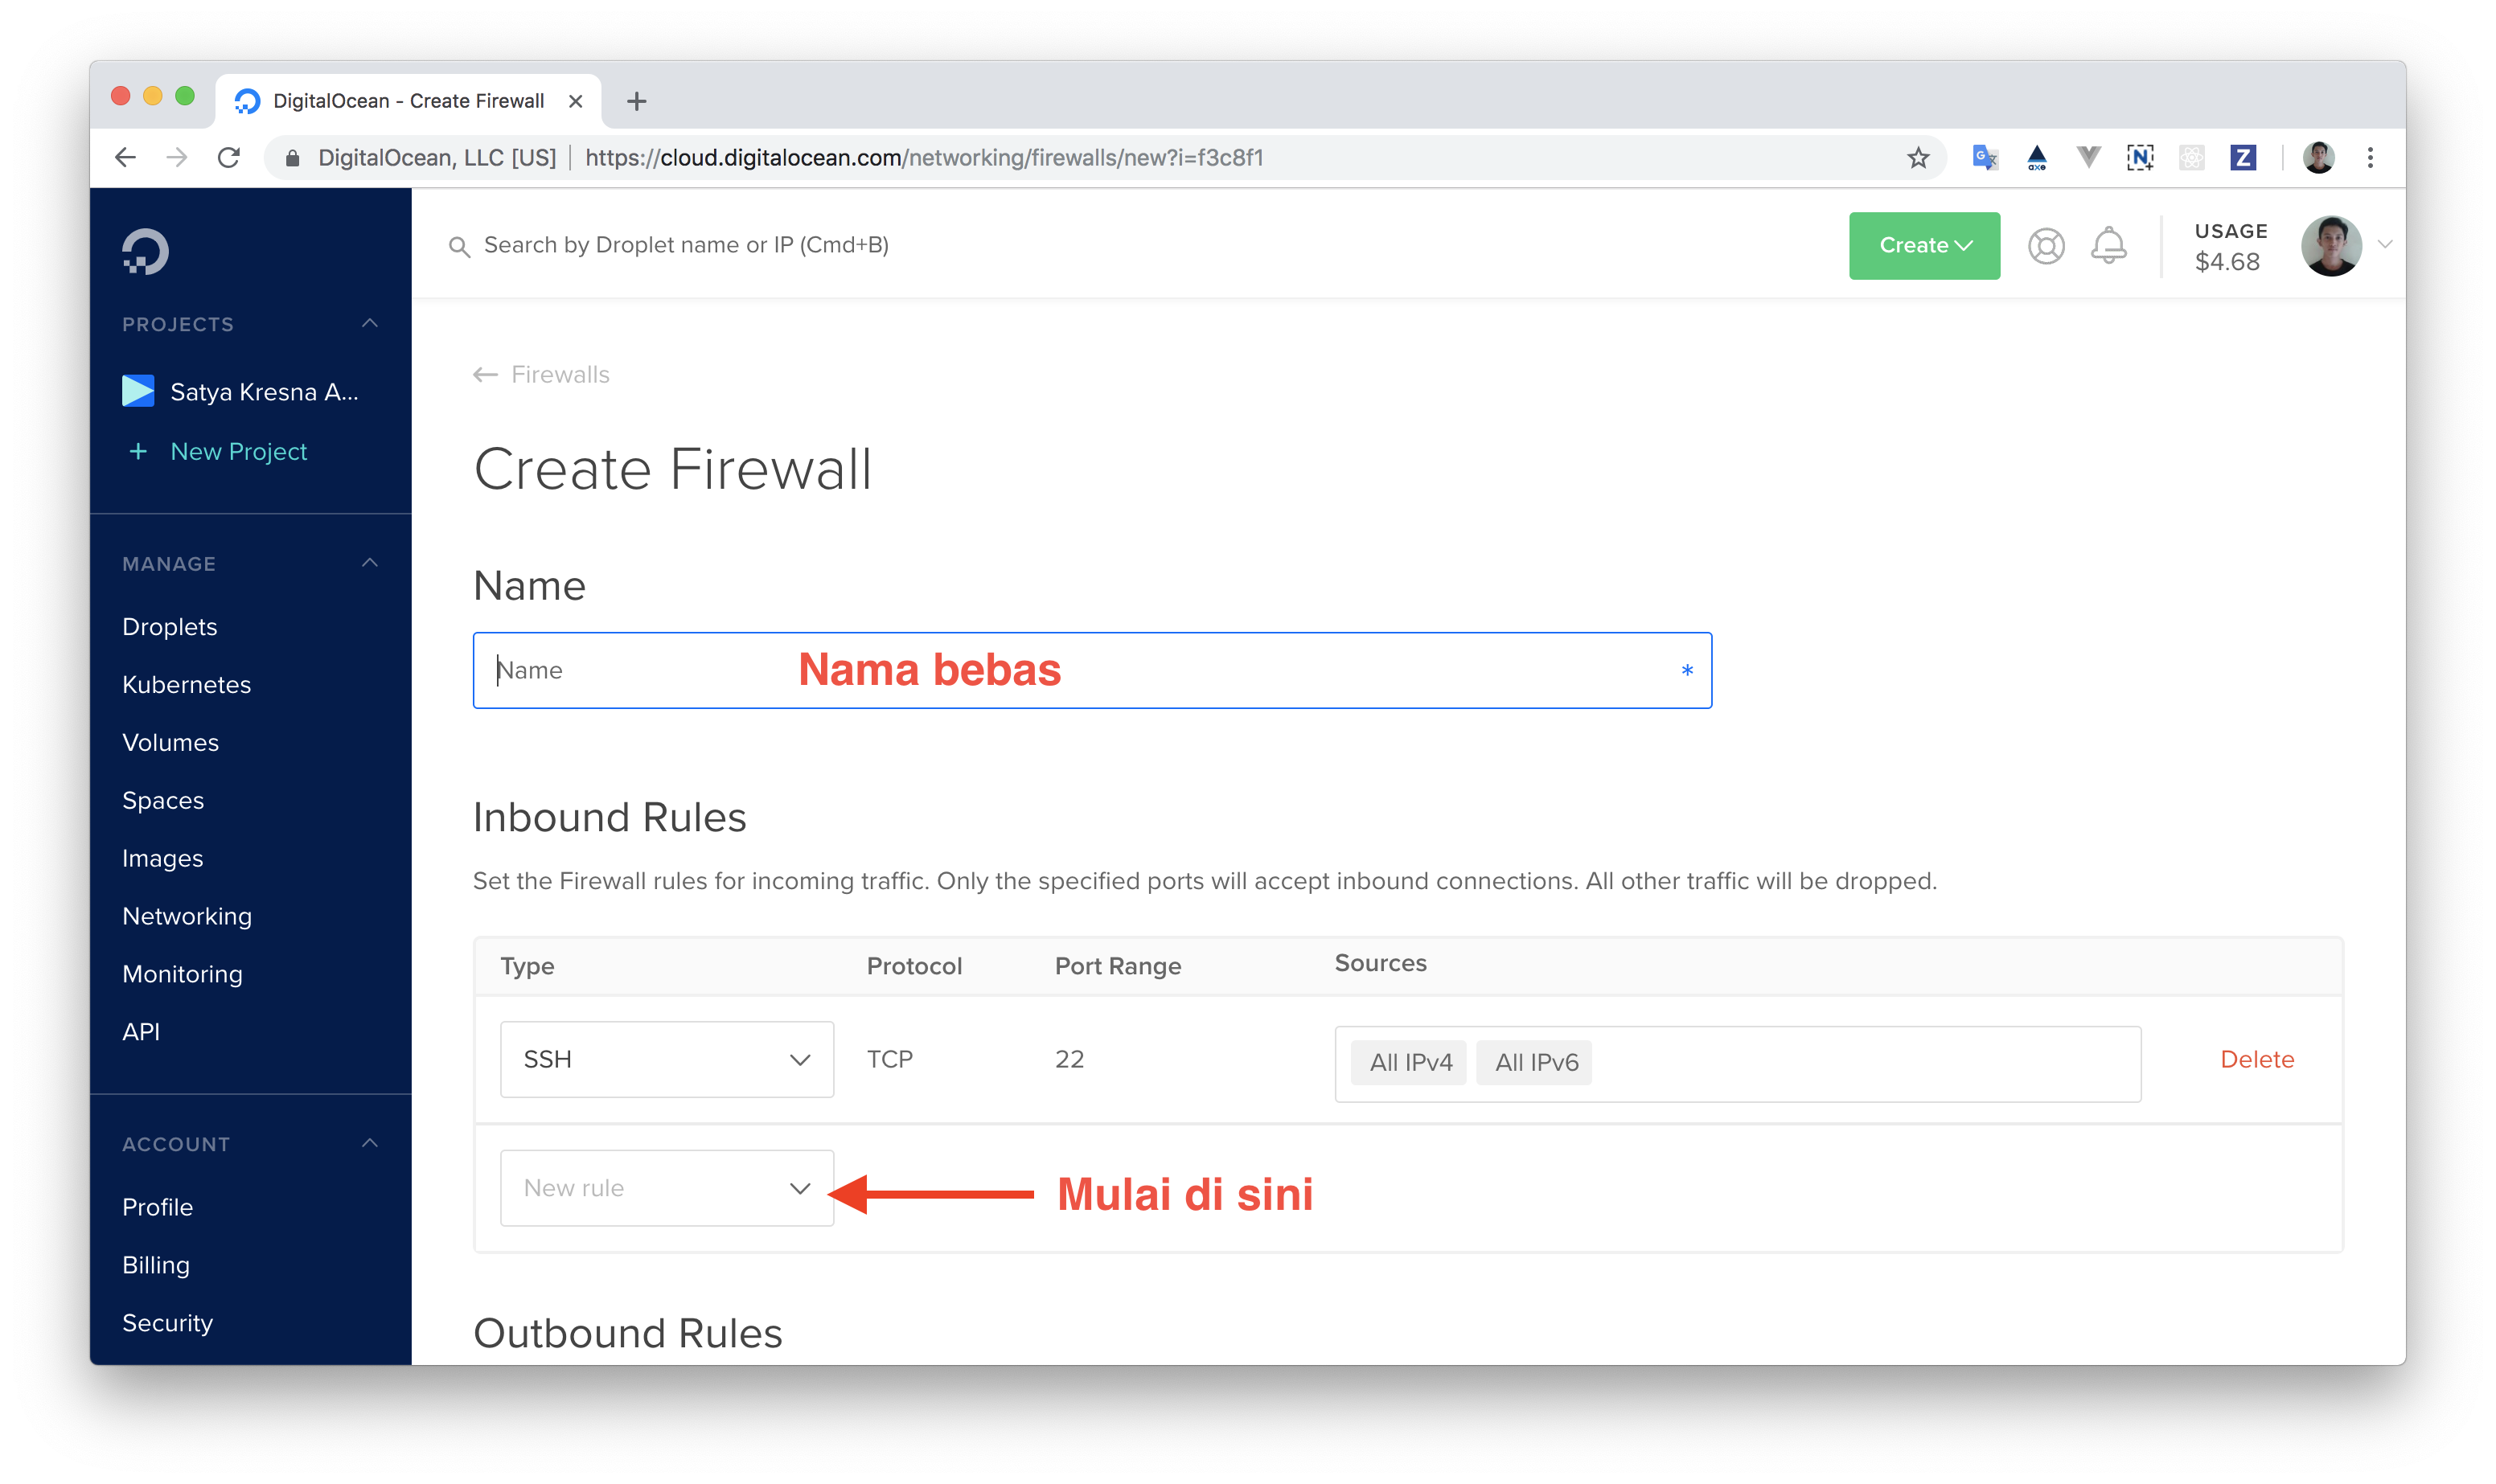 DigitalOcean - Create Firewall
DigitalOcean, LLC [US] https://cloud.digitalocean.com/networking/firewalls/new?i=f3c8f1
axe
N
Z
Search by Droplet name or IP (Cmd+B)
Create
USAGE
$4.68
PROJECTS
Satya Kresna A...
+ New Project
MANAGE
Droplets
Kubernetes
Volumes
Spaces
Images
Networking
Monitoring
API
ACCOUNT
Profile
Billing
Security
← Firewalls
Create Firewall
Name
Name Nama bebas *
Inbound Rules
Set the Firewall rules for incoming traffic. Only the specified ports will accept inbound connections. All other traffic will be dropped.
Type Protocol Port Range Sources
SSH TCP 22 All IPv4 All IPv6 Delete
New rule Mulai di sini
Outbound Rules